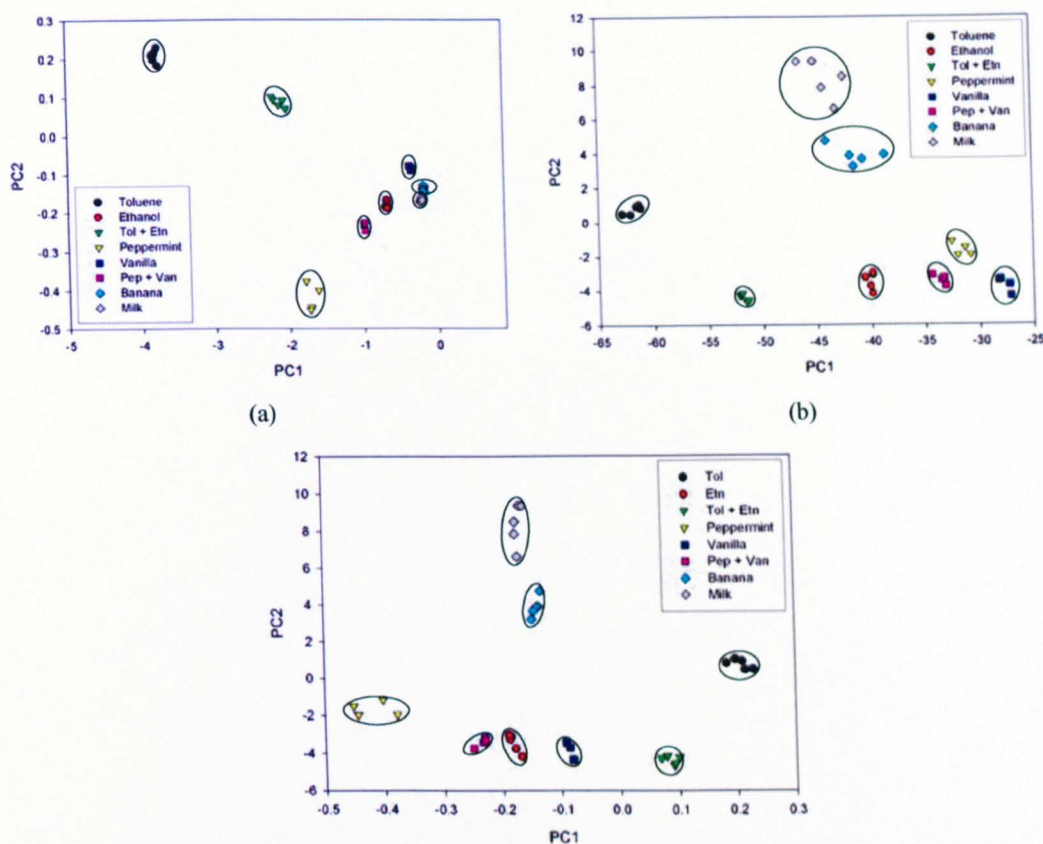 0.3
0.2
0.1
0.0
-0.1
-0.2
-0.3
-0.4
-0.5
PC2
Toluene
Ethanol
Tol + Etn
Peppermint
Vanilla
Pep + Van
Banana
Milk
-5 -4 -3 -2 -1 0
PC1
(a)
12
10
8
6
4
2
0
-2
-4
-6
PC2
Toluene
Ethanol
Tol + Etn
Peppermint
Vanilla
Pep + Van
Banana
Milk
-65 -60 -55 -50 -45 -40 -35 -30 -25
PC1
(b)
12
10
8
6
4
2
0
-2
-4
-6
PC2
Tol
Etn
Tol + Etn
Peppermint
Vanilla
Pep + Van
Banana
Milk
-0.5 -0.4 -0.3 -0.2 -0.1 0.0 0.1 0.2 0.3
PC1